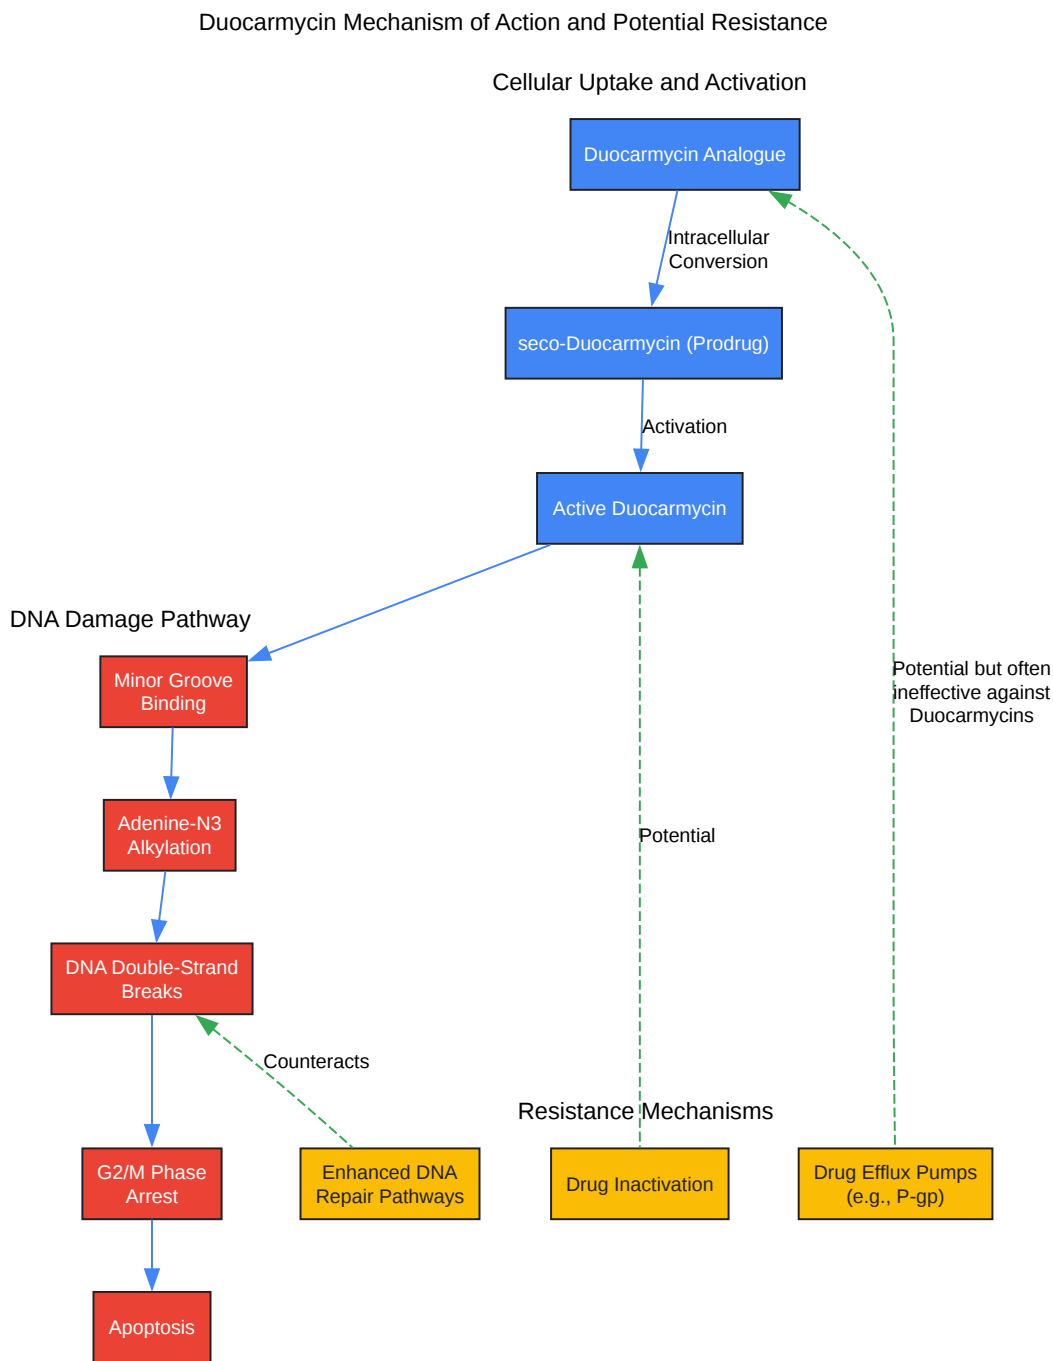 Duocarmycin Mechanism of Action and Potential Resistance
Cellular Uptake and Activation
Duocarmycin Analogue
Intracellular
Conversion
seco-Duocarmycin (Prodrug)
Activation
Active Duocarmycin
DNA Damage Pathway
Minor Groove
Binding
Potential but often
ineffective against
Duocarmycins
Adenine-N3
Alkylation
Potential
DNA Double-Strand
Breaks
Counteracts
Resistance Mechanisms
G2/M Phase
Arrest
Enhanced DNA
Repair Pathways
Drug Inactivation
Drug Efflux Pumps
(e.g., P-gp)
Apoptosis